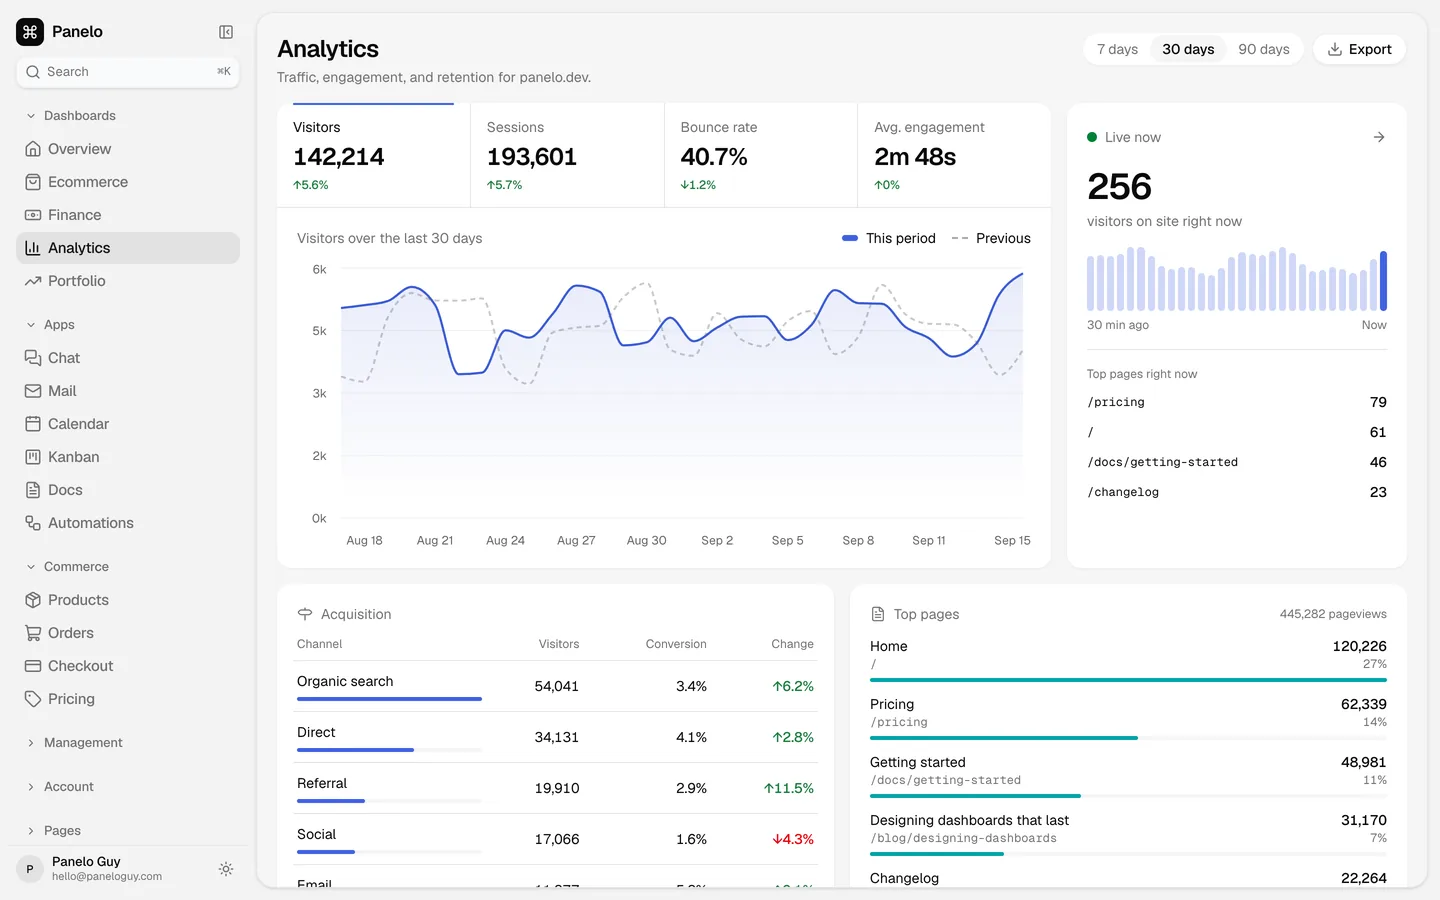 Panelo
Search
⌘K
Dashboards
Overview
Ecommerce
Finance
Analytics
Portfolio
Apps
Chat
Mail
Calendar
Kanban
Docs
Automations
Commerce
Products
Orders
Checkout
Pricing
Management
Account
Pages
P
Panelo Guy
hello@paneloguy.com
Analytics
Traffic, engagement, and retention for panelo.dev.
7 days 30 days 90 days
Export
Visitors
142,214
↑5.6%
Sessions
193,601
↑5.7%
Bounce rate
40.7%
↓1.2%
Avg. engagement
2m 48s
↑0%
Visitors over the last 30 days
This period Previous
6k
5k
3k
2k
0k
Aug 18 Aug 21 Aug 24 Aug 27 Aug 30 Sep 2 Sep 5 Sep 8 Sep 11 Sep 15
Live now
256
visitors on site right now
30 min ago Now
Top pages right now
/pricing 79
/ 61
/docs/getting-started 46
/changelog 23
Acquisition
Channel Visitors Conversion Change
Organic search 54,041 3.4% ↑6.2%
Direct 34,131 4.1% ↑2.8%
Referral 19,910 2.9% ↑11.5%
Social 17,066 1.6% ↓4.3%
Email
Top pages
445,282 pageviews
Home 120,226
/ 27%
Pricing 62,339
/pricing 14%
Getting started 48,981
/docs/getting-started 11%
Designing dashboards that last 31,170
/blog/designing-dashboards 7%
Changelog 22,264